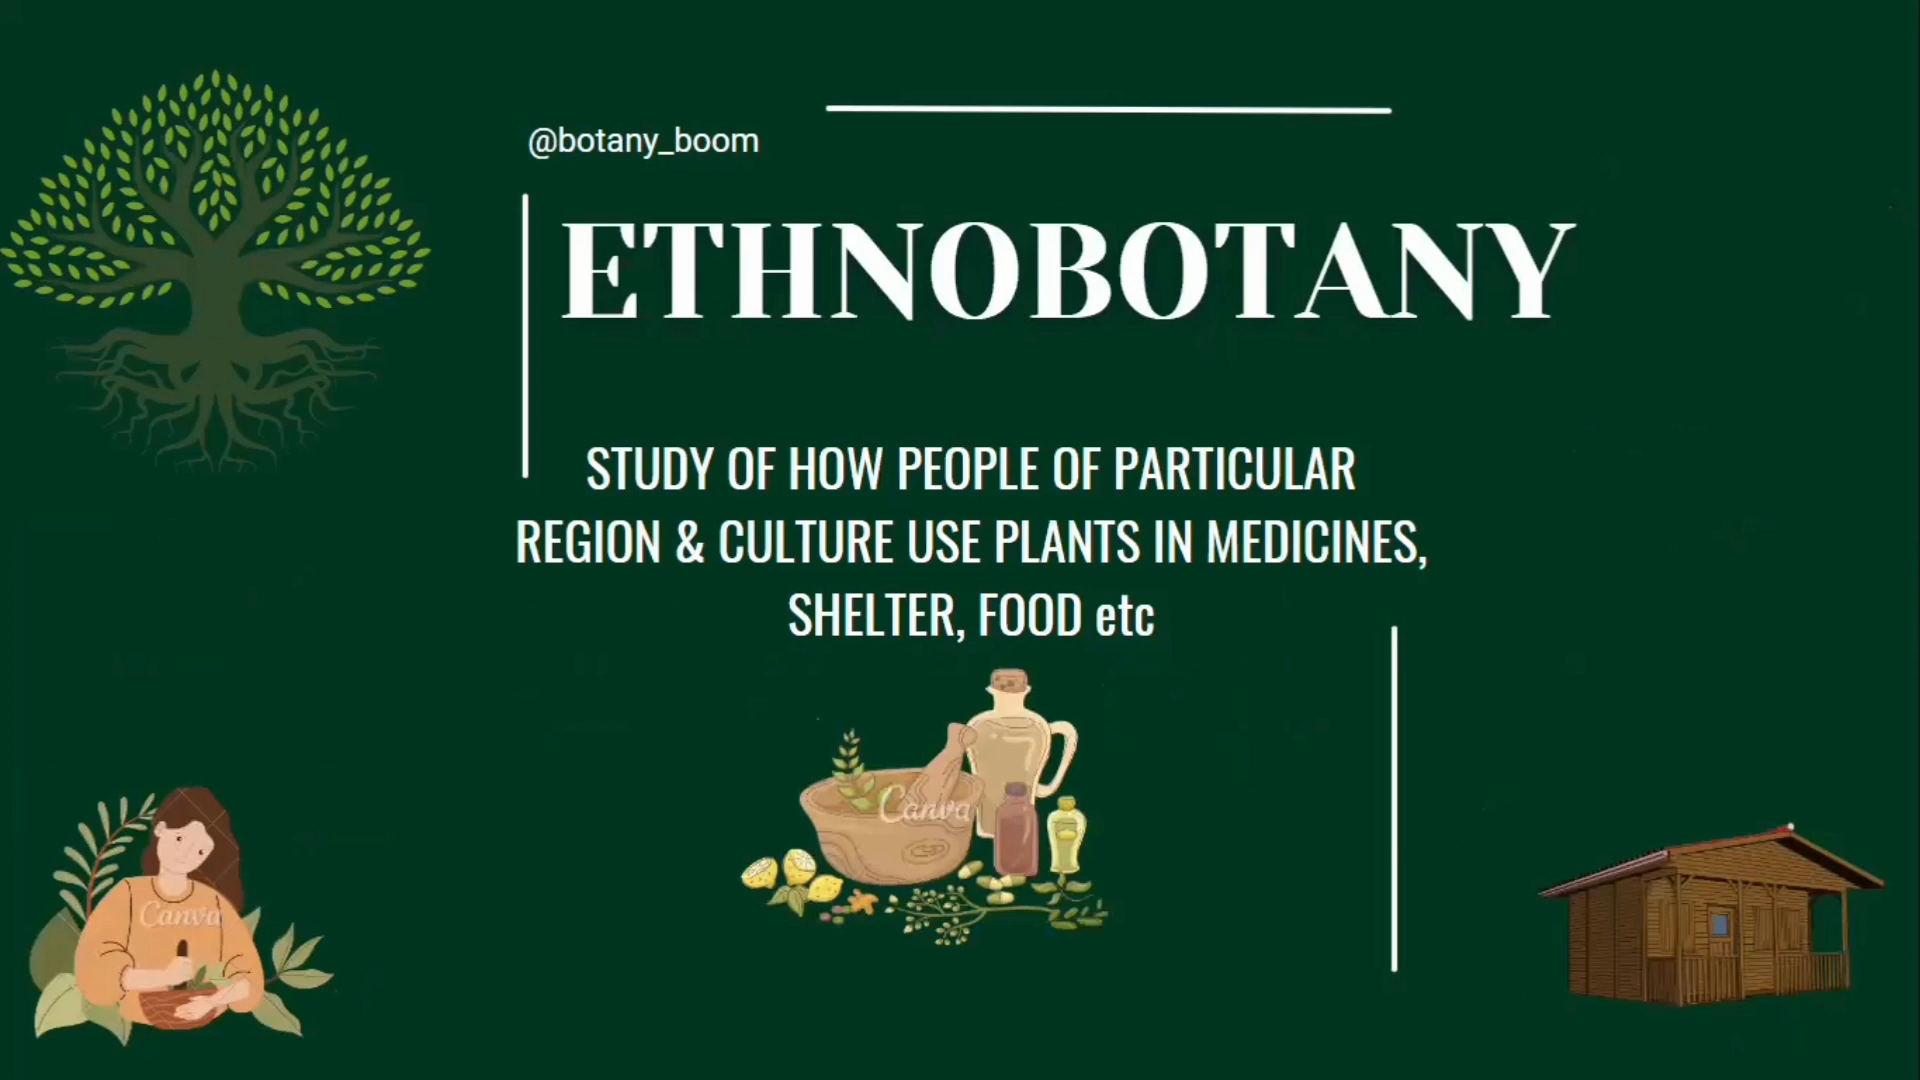 @botany_boom
ETHNOBOTANY
STUDY OF HOW PEOPLE OF PARTICULAR
REGION & CULTURE USE PLANTS IN MEDICINES,
SHELTER, FOOD etc
Canva
Canva